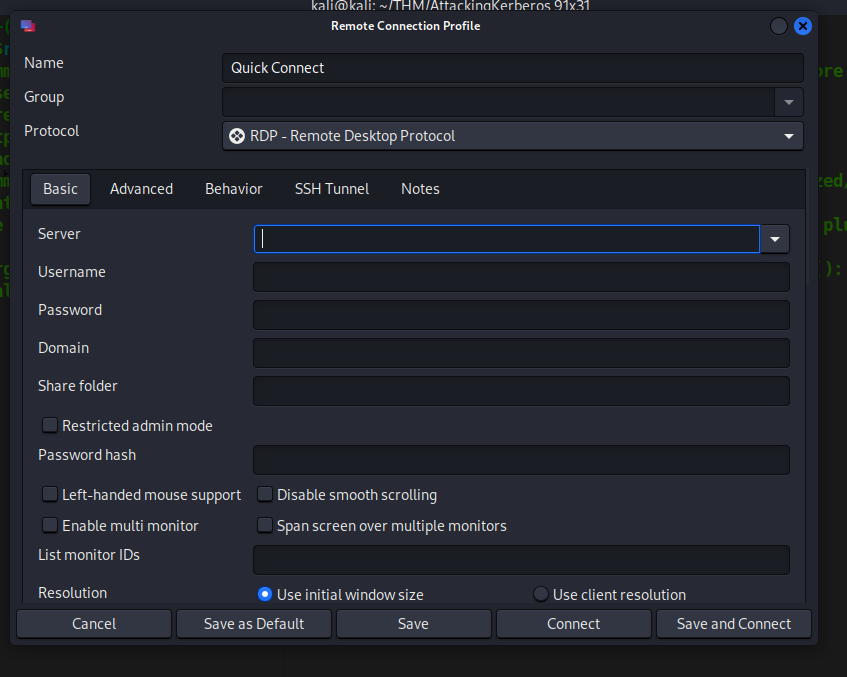 kali@kali: ~/THM/AttackingKerberos 91x31
Remote Connection Profile
Name
Quick Connect
Group
Protocol
RDP - Remote Desktop Protocol
Basic Advanced Behavior SSH Tunnel Notes
Server
Username
Password
Domain
Share folder
Restricted admin mode
Password hash
Left-handed mouse support Disable smooth scrolling
Enable multi monitor Span screen over multiple monitors
List monitor IDs
Resolution Use initial window size Use client resolution
Cancel Save as Default Save Connect Save and Connect